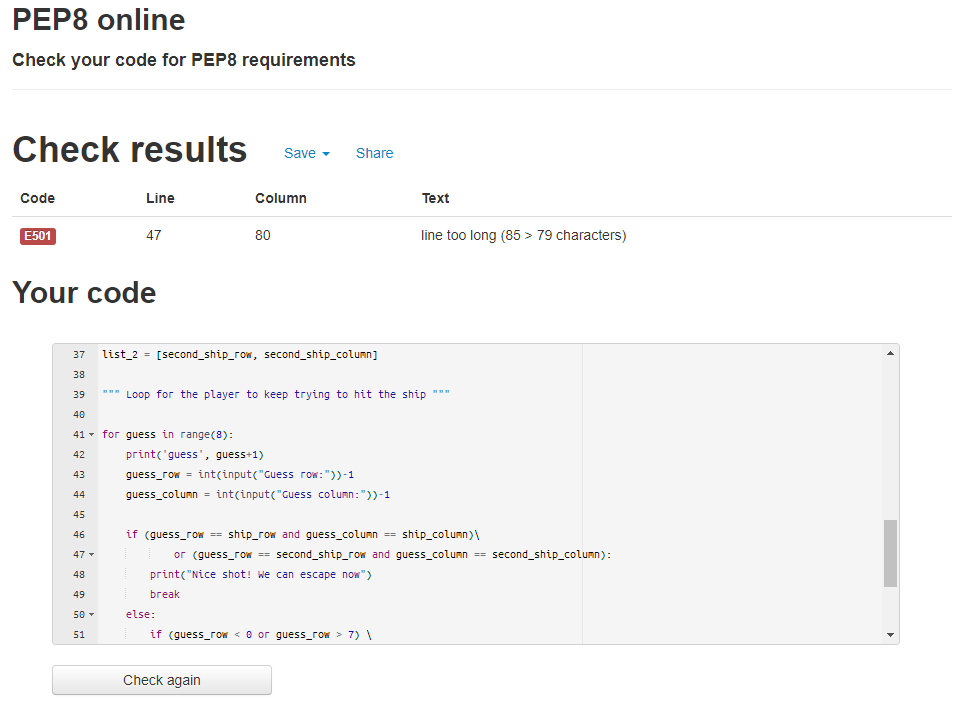 PEP8 online
Check your code for PEP8 requirements
Check results Save Share
Code Line Column Text
E501 47 80 line too long (85 > 79 characters)
Your code
37 list_2 = [second_ship_row, second_ship_column]
38
39 """ Loop for the player to keep trying to hit the ship """
40
41 for guess in range(8):
42     print('guess', guess+1)
43     guess_row = int(input("Guess row:"))-1
44     guess_column = int(input("Guess column:"))-1
45
46     if (guess_row == ship_row and guess_column == ship_column)\
47             or (guess_row == second_ship_row and guess_column == second_ship_column):
48         print("Nice shot! We can escape now")
49         break
50     else:
51         if (guess_row < 0 or guess_row > 7) \
Check again